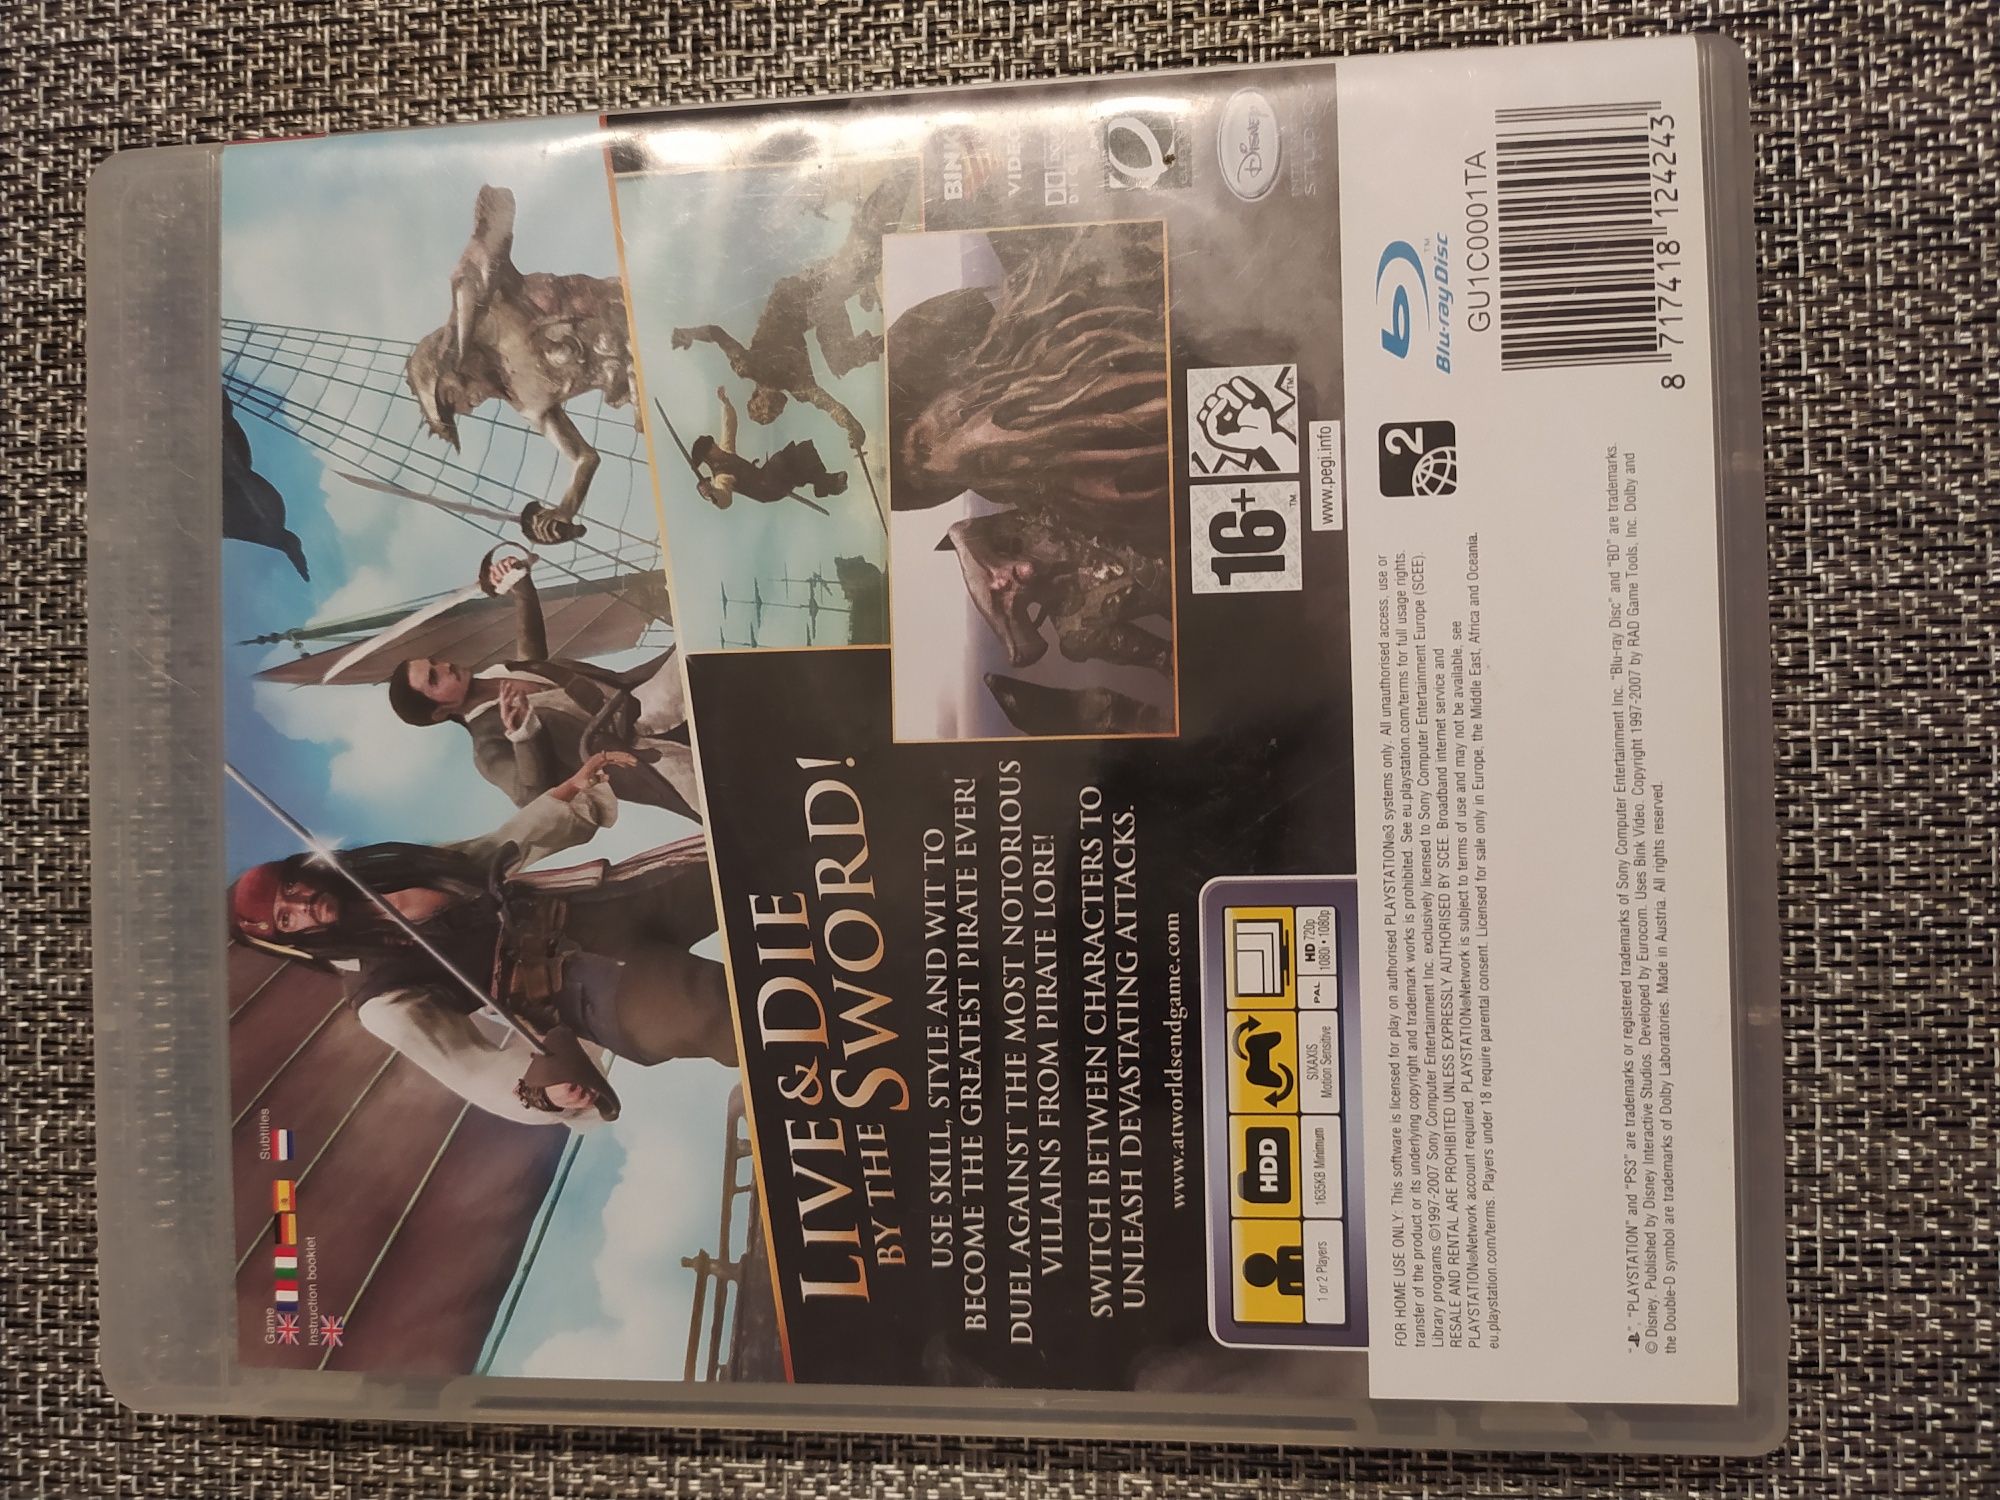 Game
Subtitles
Instruction booklet
LIVE & DIE
BY THE SWORD!
USE SKILL, STYLE AND WIT TO
BECOME THE GREATEST PIRATE EVER!
DUEL AGAINST THE MOST NOTORIOUS
VILLAINS FROM PIRATE LORE!
SWITCH BETWEEN CHARACTERS TO
UNLEASH DEVASTATING ATTACKS.
www.atworldsendgame.com
BINK
VIDEO
DISNEY
STUDIOS
16+
TM
TM
www.pegi.info
HDD
1 or 2 Players
1635KB Minimum
SIXAXIS
Motion Sensitive
PAL
HD 720p
1080i • 1080p
FOR HOME USE ONLY: This software is licensed for play on authorised PLAYSTATION®3 systems only. All unauthorised access, use or
transfer of the product or its underlying copyright and trademark works is prohibited. See eu.playstation.com/terms for full usage rights.
Library programs ©1997-2007 Sony Computer Entertainment Inc. exclusively licensed to Sony Computer Entertainment Europe (SCEE).
RESALE AND RENTAL ARE PROHIBITED UNLESS EXPRESSLY AUTHORISED BY SCEE. Broadband internet service and
PLAYSTATION®Network account required. PLAYSTATION®Network is subject to terms of use and may not be available, see
eu.playstation.com/terms. Players under 18 require parental consent. Licensed for sale only in Europe, the Middle East, Africa and Oceania.
2
Blu-ray Disc
TM
GU1C0001TA
8 717418 124243
" ", "PLAYSTATION" and "PS3" are trademarks or registered trademarks of Sony Computer Entertainment Inc. "Blu-ray Disc" and "BD" are trademarks.
© Disney. Published by Disney Interactive Studios. Developed by Eurocom. Uses Bink Video. Copyright 1997-2007 by RAD Game Tools, Inc. Dolby and
the Double-D symbol are trademarks of Dolby Laboratories. Made in Austria. All rights reserved.